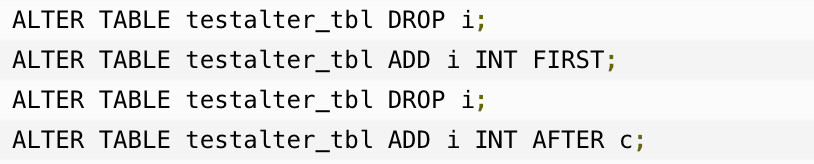 ALTER TABLE testalter_tbl DROP i;
ALTER TABLE testalter_tbl ADD i INT FIRST;
ALTER TABLE testalter_tbl DROP i;
ALTER TABLE testalter_tbl ADD i INT AFTER c;